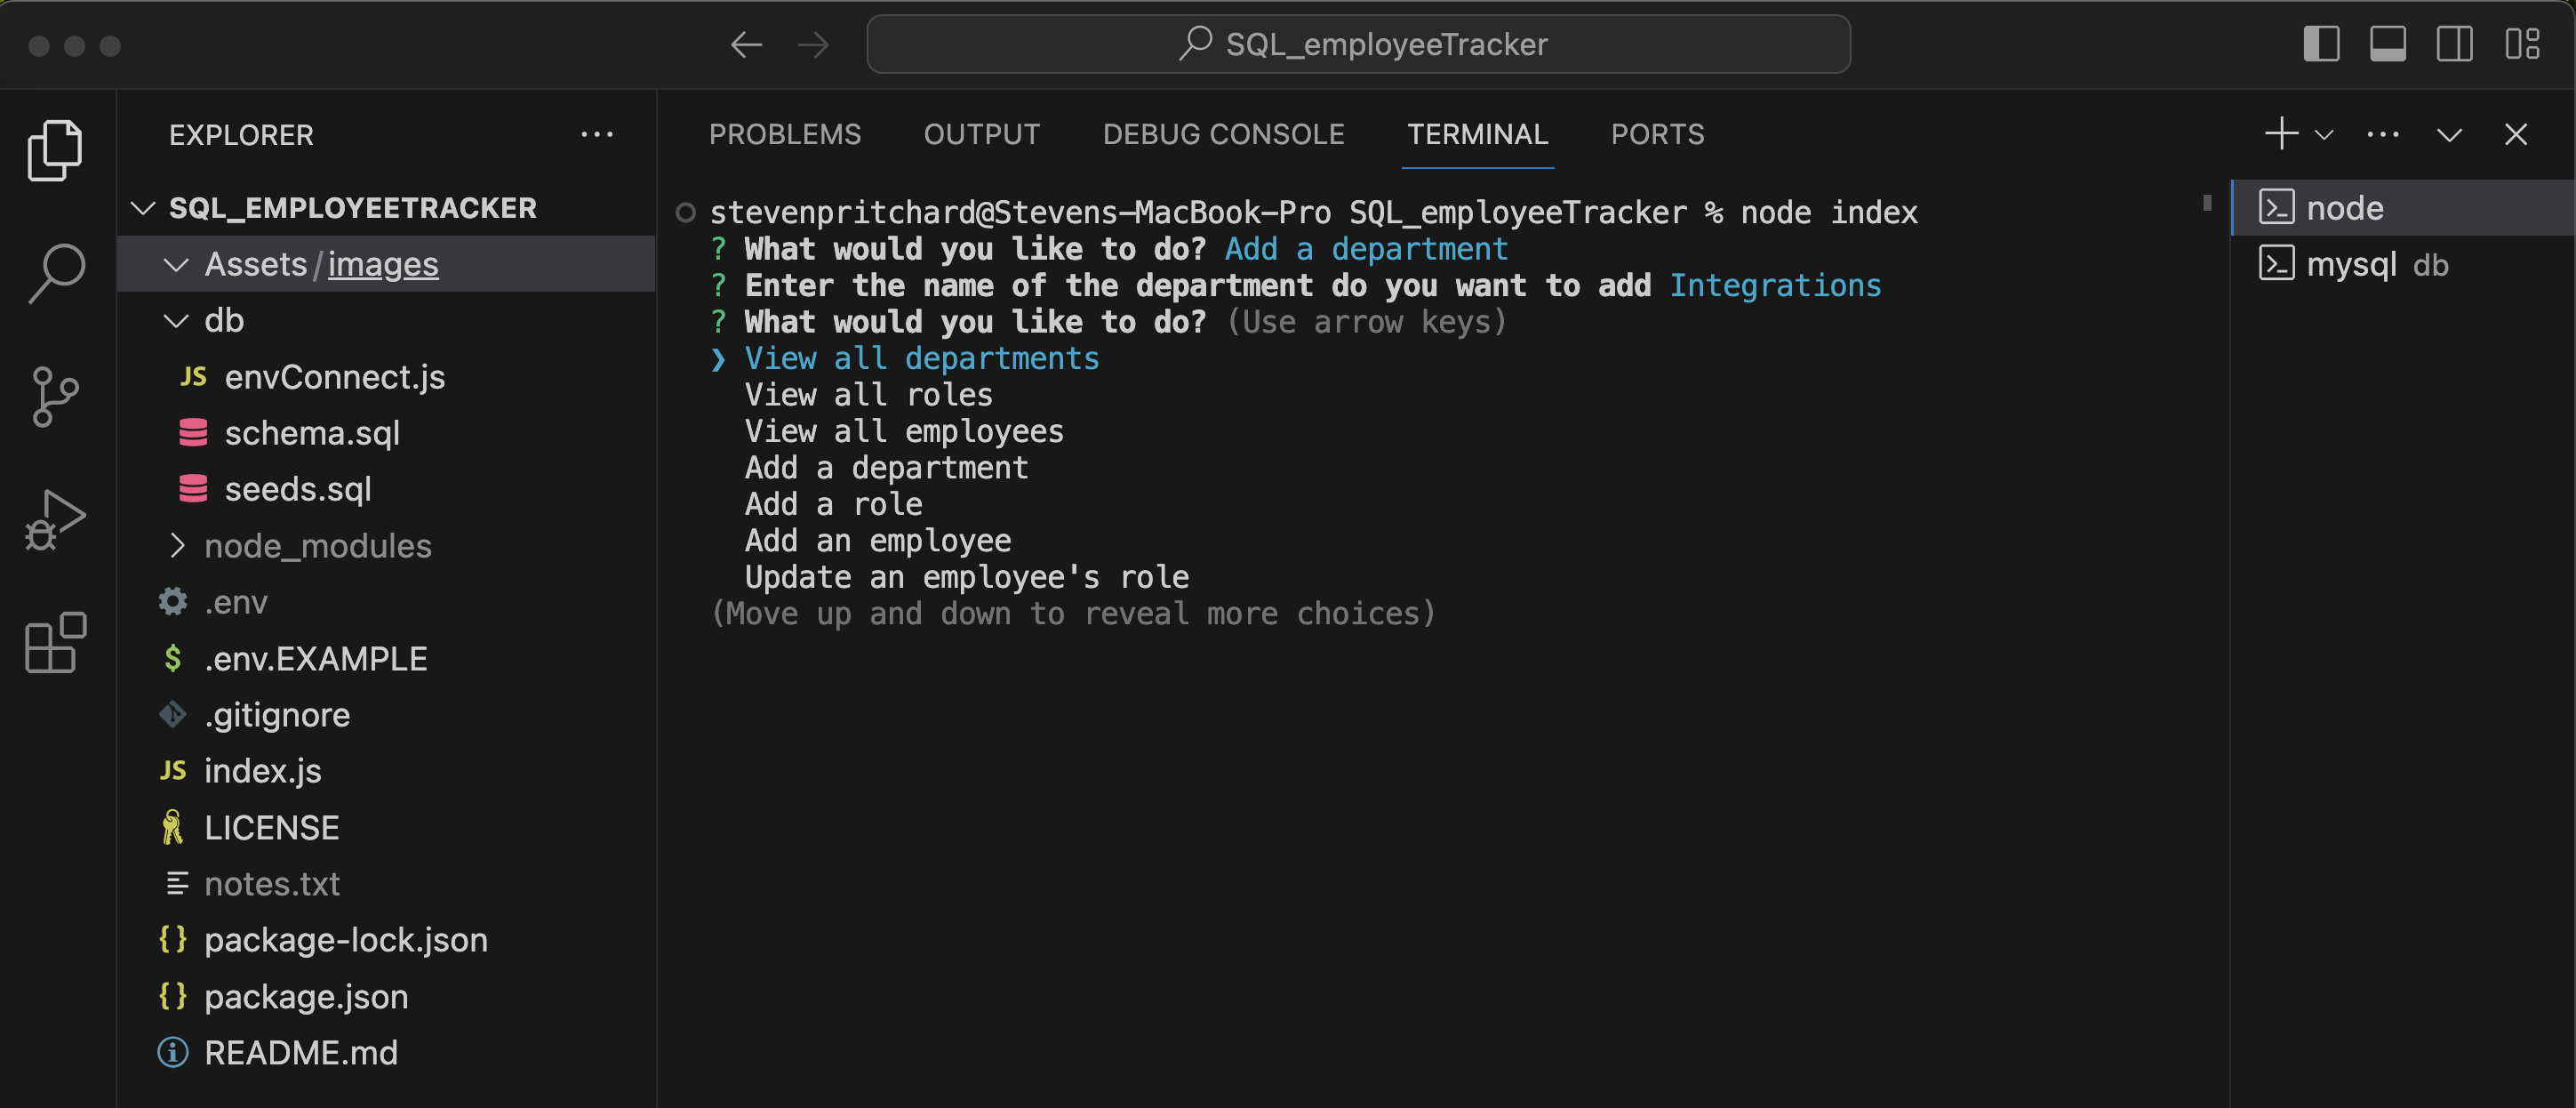 SQL_employeeTracker
EXPLORER
SQL_EMPLOYEETRACKER
Assets/images
db
JS envConnect.js
schema.sql
seeds.sql
node_modules
.env
$ .env.EXAMPLE
.gitignore
JS index.js
LICENSE
notes.txt
{} package-lock.json
{} package.json
README.md
PROBLEMS OUTPUT DEBUG CONSOLE TERMINAL PORTS
stevenpritchard@Stevens-MacBook-Pro SQL_employeeTracker % node index
? What would you like to do? Add a department
? Enter the name of the department do you want to add Integrations
? What would you like to do? (Use arrow keys)
❯ View all departments
View all roles
View all employees
Add a department
Add a role
Add an employee
Update an employee's role
(Move up and down to reveal more choices)
node
mysql db